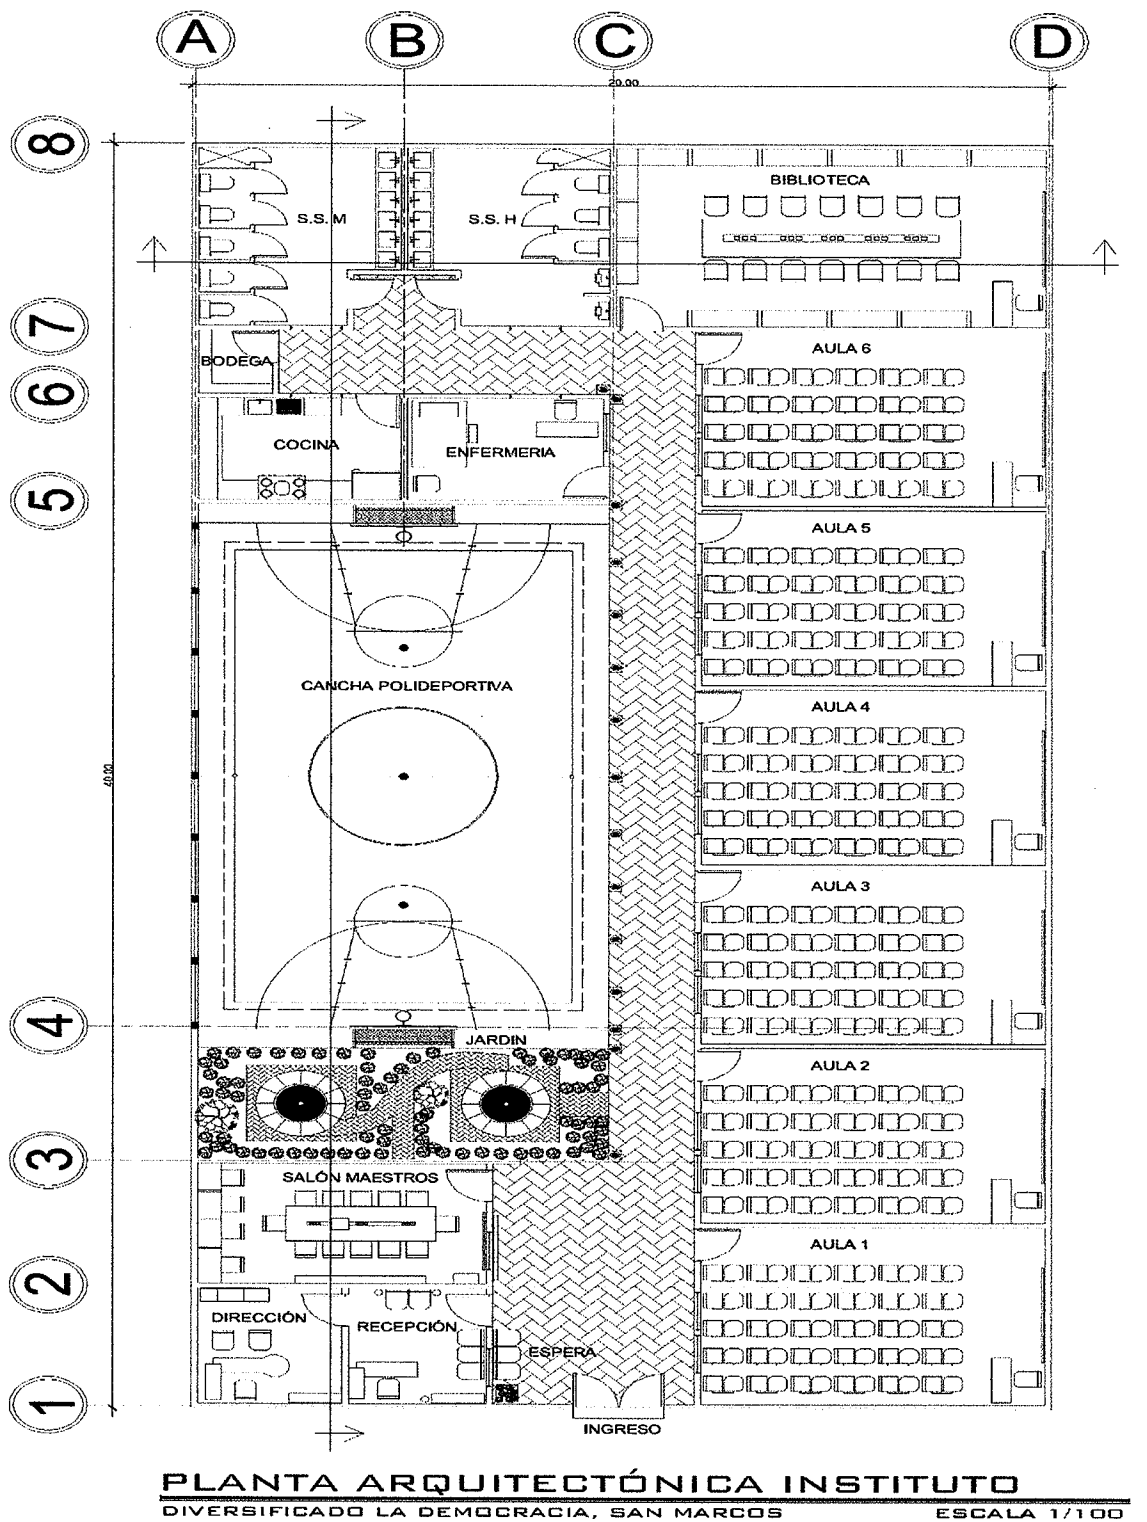 A B C D
20.00
8
BIBLIOTECA
S.S. M
S.S. H
7
AULA 6
BODEGA
6
COCINA
ENFERMERIA
5
AULA 5
CANCHA POLIDEPORTIVA
AULA 4
40.00
AULA 3
4
JARDIN
AULA 2
3
SALÓN MAESTROS
AULA 1
2
DIRECCIÓN
RECEPCIÓN
ESPERA
1
INGRESO
PLANTA ARQUITECTÓNICA INSTITUTO
DIVERSIFICADO LA DEMOCRACIA, SAN MARCOS ESCALA 1/100